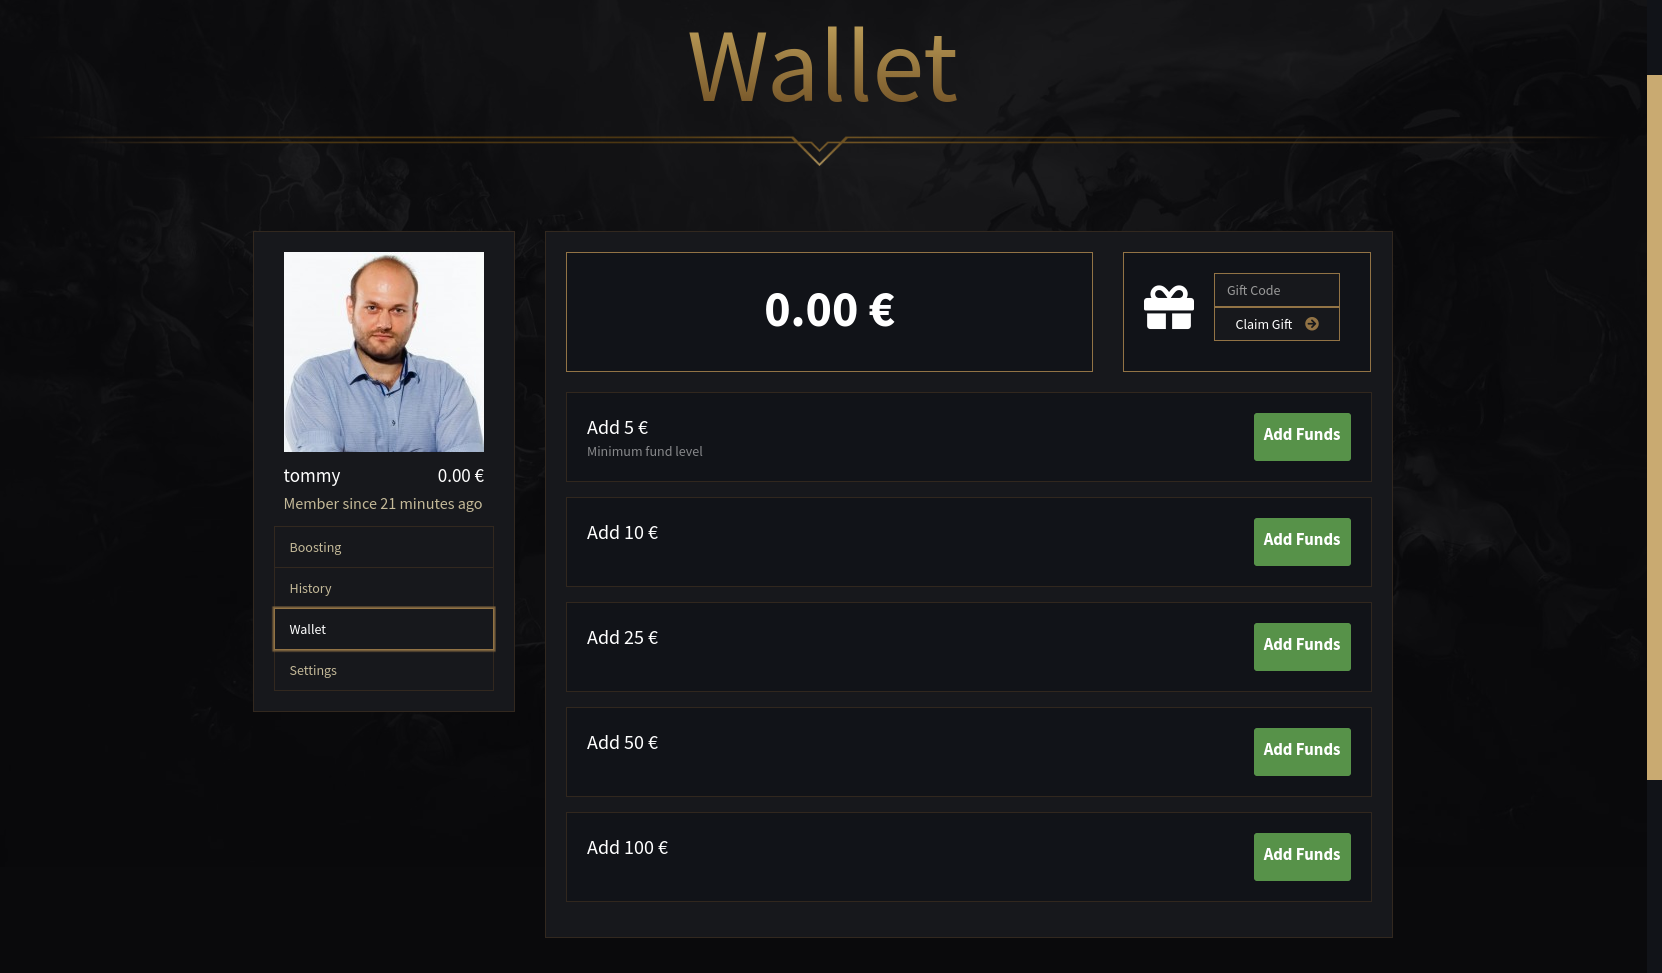 Wallet
tommy 0.00 €
Member since 21 minutes ago
Boosting
History
Wallet
Settings
0.00 €
Gift Code
Claim Gift
Add 5 €
Minimum fund level
Add Funds
Add 10 €
Add Funds
Add 25 €
Add Funds
Add 50 €
Add Funds
Add 100 €
Add Funds